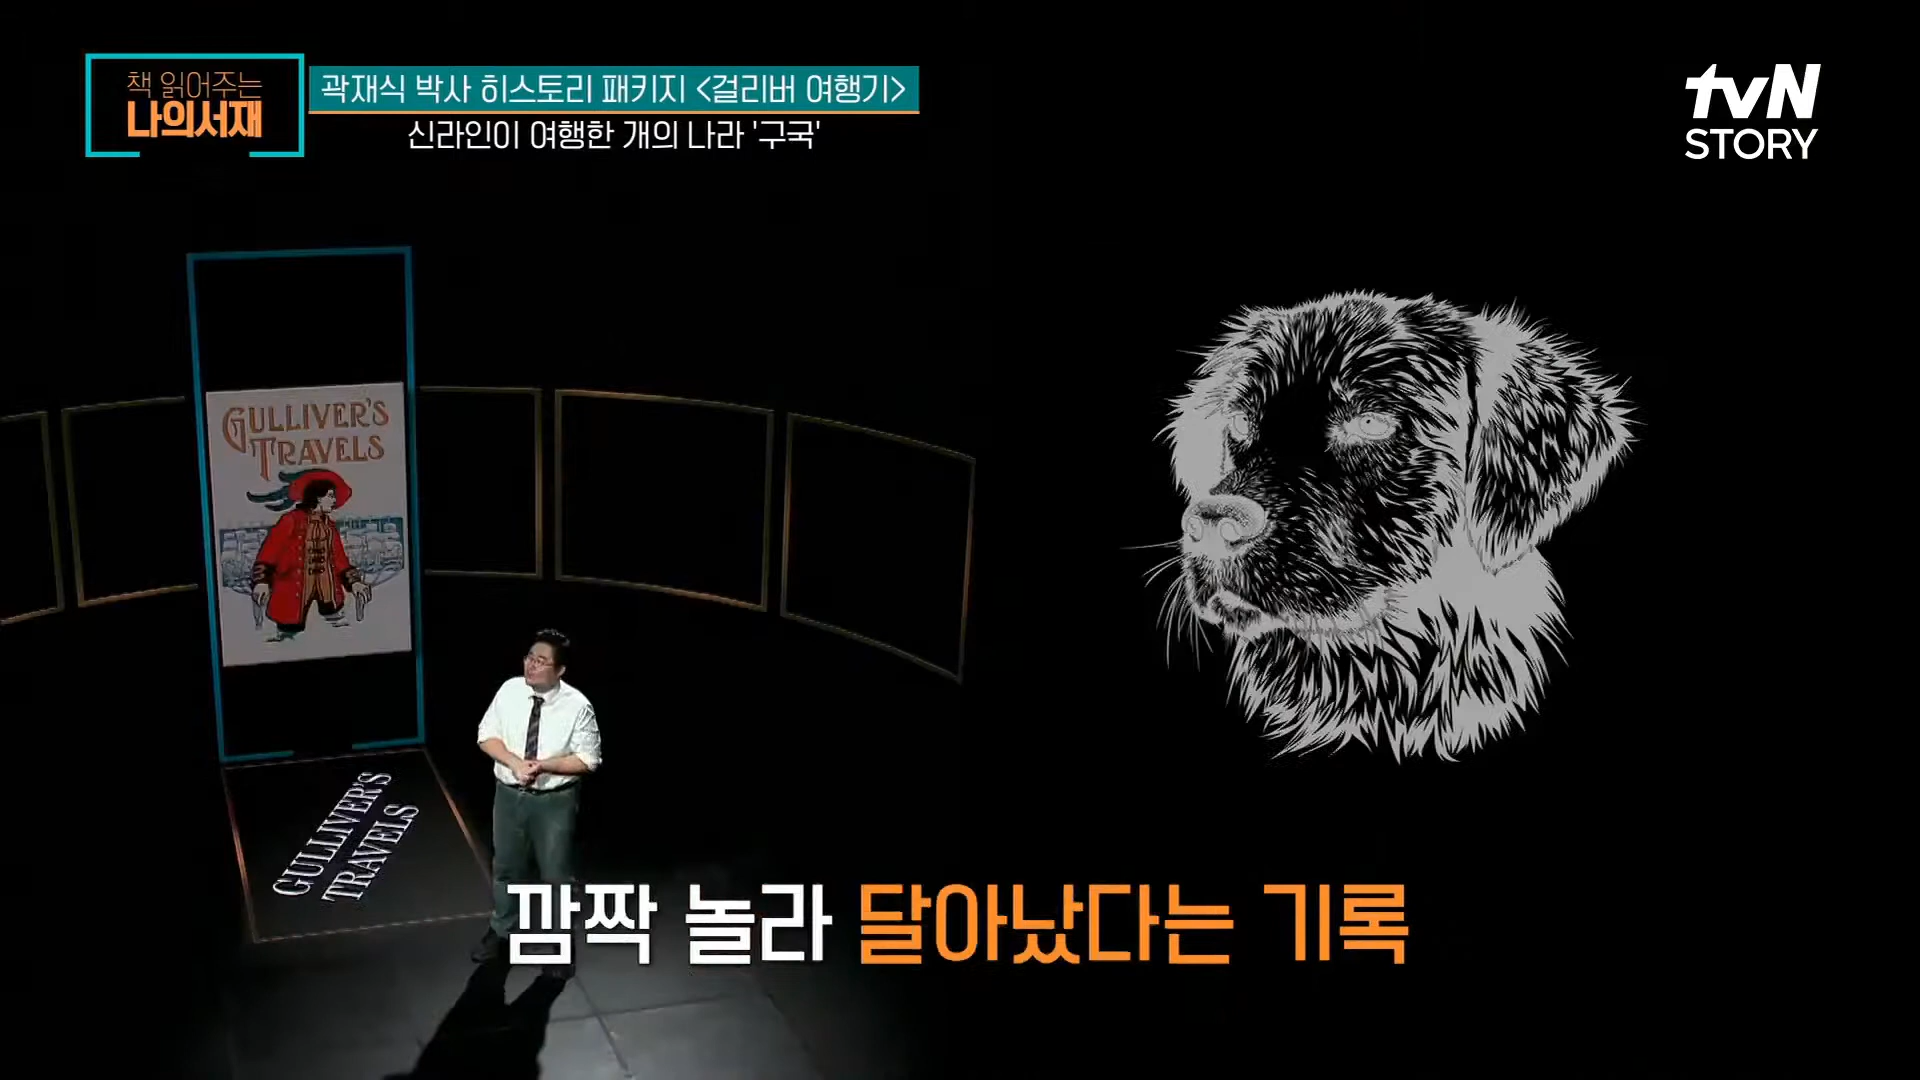 책 읽어주는
나의서재
곽재식 박사 히스토리 패키지 <걸리버 여행기>
신라인이 여행한 개의 나라 '구국'
tvN
STORY
GULLIVER'S
TRAVELS
GULLIVER'S
TRAVELS
깜짝 놀라 달아났다는 기록